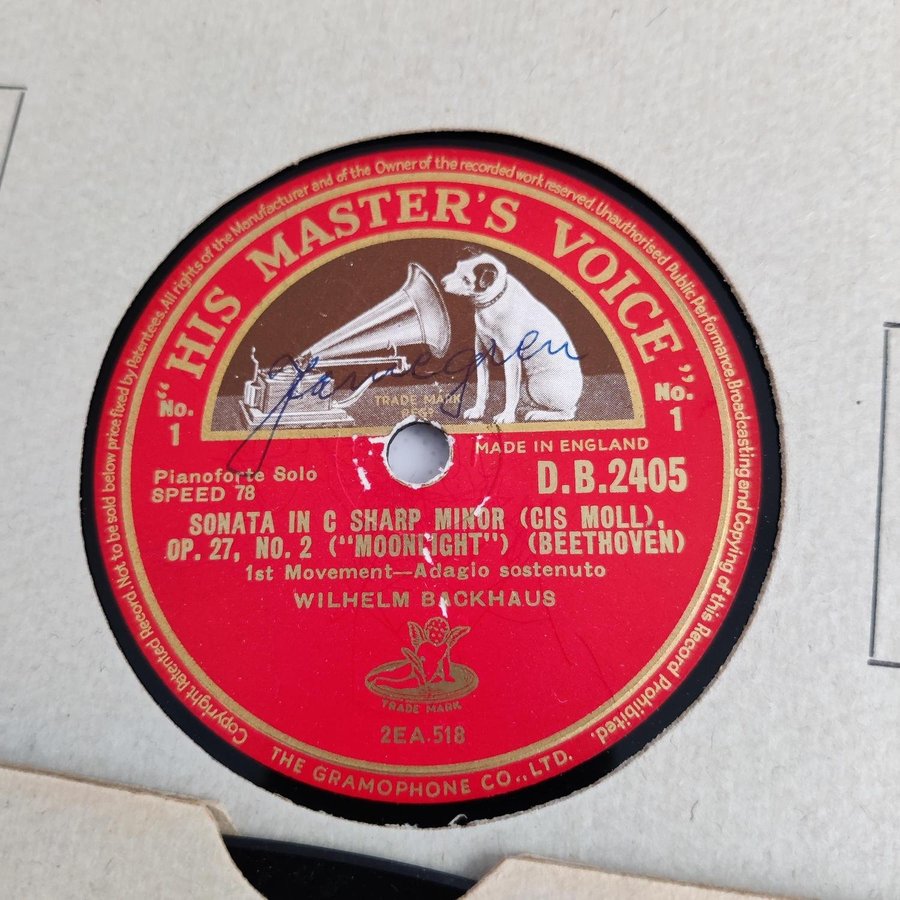 Copyright Patented Record. Not to be sold below price fixed by Patentees. All rights of the Manufacturer and of the Owner of the recorded work reserved. Unauthorised Public Performance, Broadcasting and Copying of this Record Prohibited.
"HIS MASTER'S VOICE"
TRADE MARK
REGD
No. 1
No. 1
MADE IN ENGLAND
Pianoforte Solo
D.B.2405
SPEED 78
SONATA IN C SHARP MINOR (CIS MOLL),
OP. 27, NO. 2 ("MOONLIGHT") (BEETHOVEN)
1st Movement—Adagio sostenuto
WILHELM BACKHAUS
TRADE MARK
2EA.518
THE GRAMOPHONE CO., LTD.